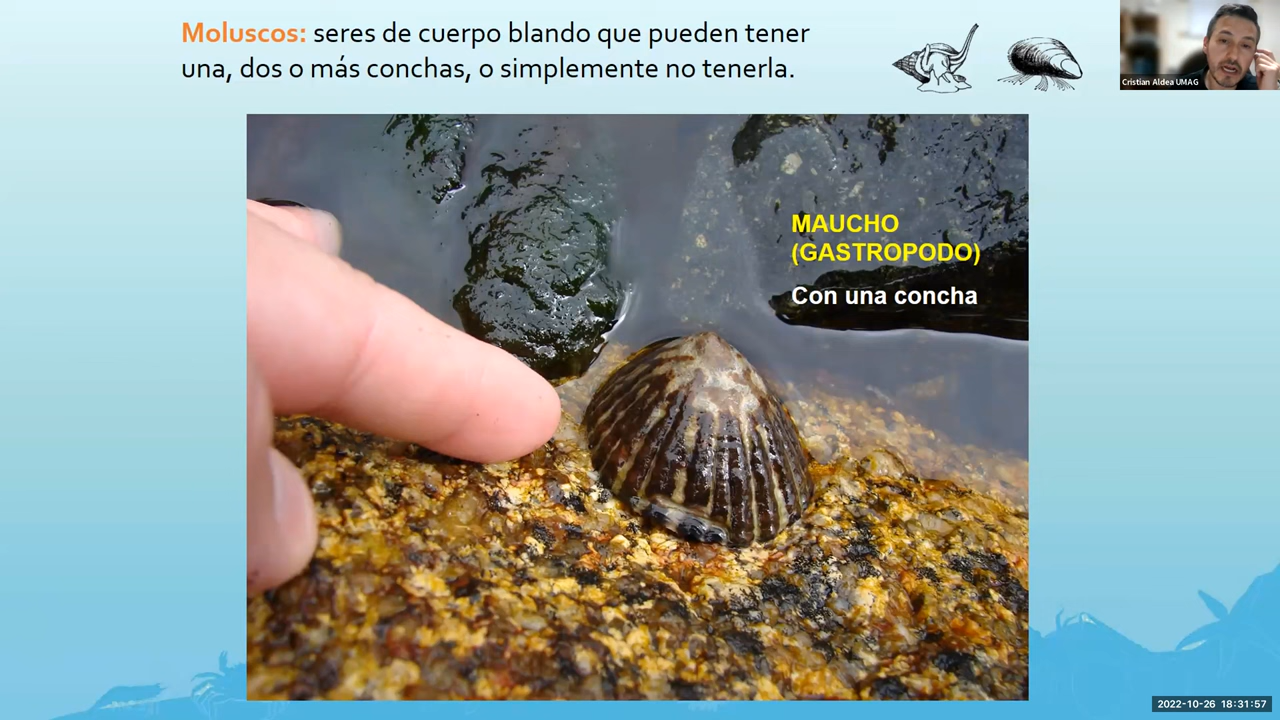 Moluscos: seres de cuerpo blando que pueden tener
una, dos o más conchas, o simplemente no tenerla.
Cristian Aldea UMAG
MAUCHO
(GASTROPODO)
Con una concha
2022-10-26 18:31:57